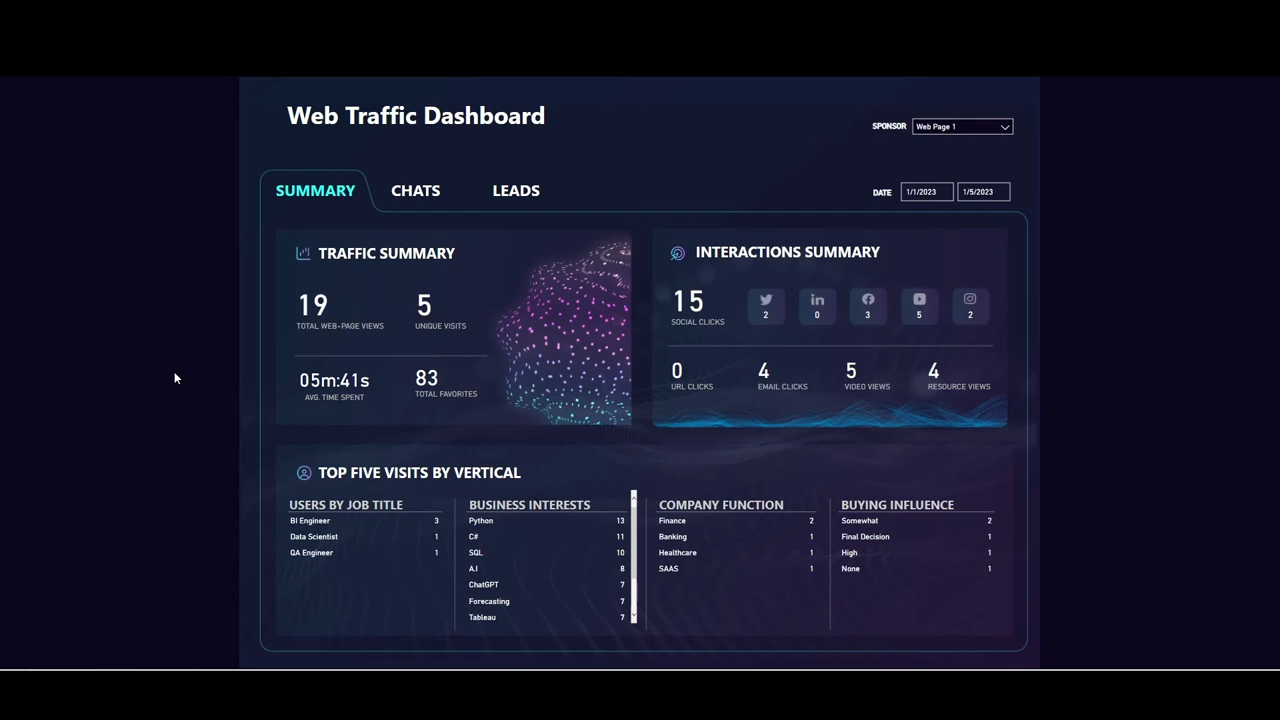 Web Traffic Dashboard
SPONSOR Web Page 1
SUMMARY CHATS LEADS
DATE 1/1/2023 1/5/2023
TRAFFIC SUMMARY
19 5
TOTAL WEB-PAGE VIEWS UNIQUE VISITS
05m:41s 83
AVG. TIME SPENT TOTAL FAVORITES
INTERACTIONS SUMMARY
15
SOCIAL CLICKS
2 0 3 5 2
0 4 5 4
URL CLICKS EMAIL CLICKS VIDEO VIEWS RESOURCE VIEWS
TOP FIVE VISITS BY VERTICAL
USERS BY JOB TITLE
BI Engineer 3
Data Scientist 1
QA Engineer 1
BUSINESS INTERESTS
Python 13
C# 11
SQL 10
A.I 8
ChatGPT 7
Forecasting 7
Tableau 7
COMPANY FUNCTION
Finance 2
Banking 1
Healthcare 1
SAAS 1
BUYING INFLUENCE
Somewhat 2
Final Decision 1
High 1
None 1